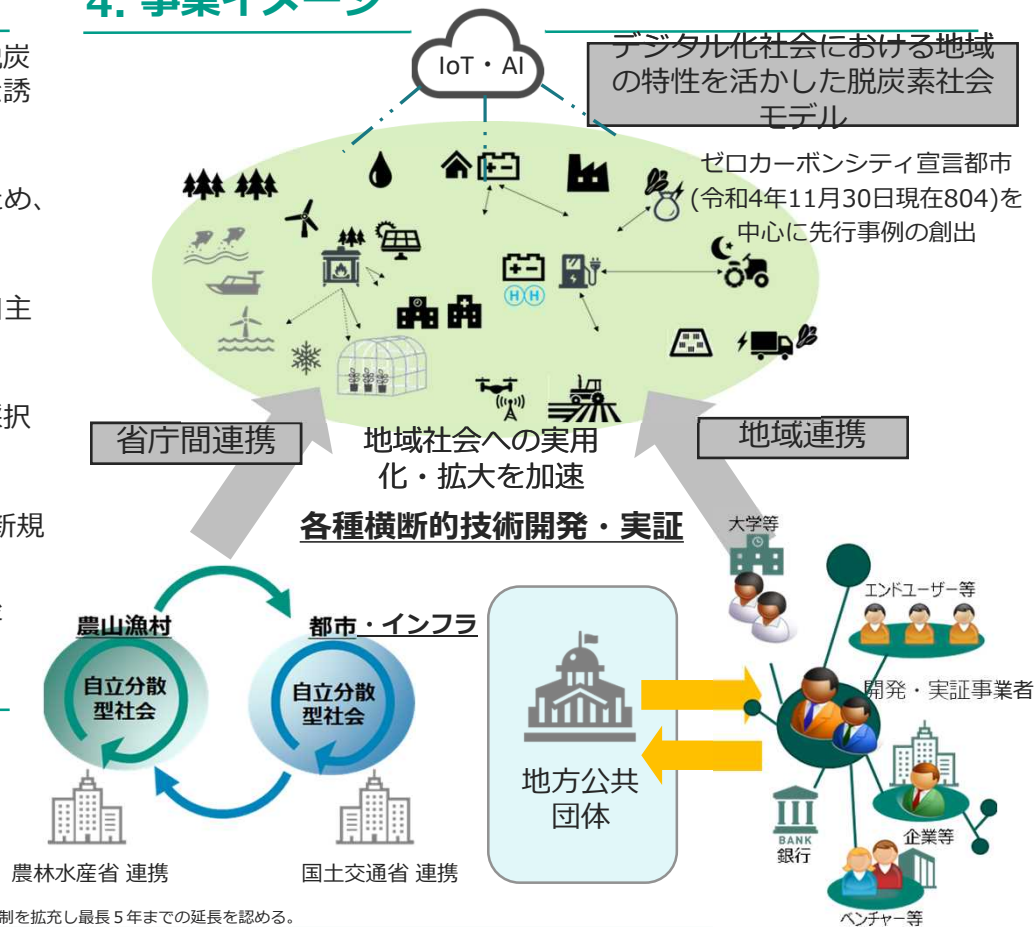 4. 事業イメージ
脱炭
誘
ため、
自主
択
新規
IoT・AI
デジタル化社会における地域
の特性を活かした脱炭素社会
モデル
ゼロカーボンシティ宣言都市
(令和4年11月30日現在804)を
中心に先行事例の創出
H H
省庁間連携
地域社会への実用
化・拡大を加速
地域連携
各種横断的技術開発・実証
農山漁村
都市・インフラ
自立分散
型社会
自立分散
型社会
農林水産省 連携
国土交通省 連携
地方公共
団体
大学等
エンドユーザー等
開発・実証事業者
BANK
銀行
企業等
ベンチャー等
制を拡充し最長5年までの延長を認める。